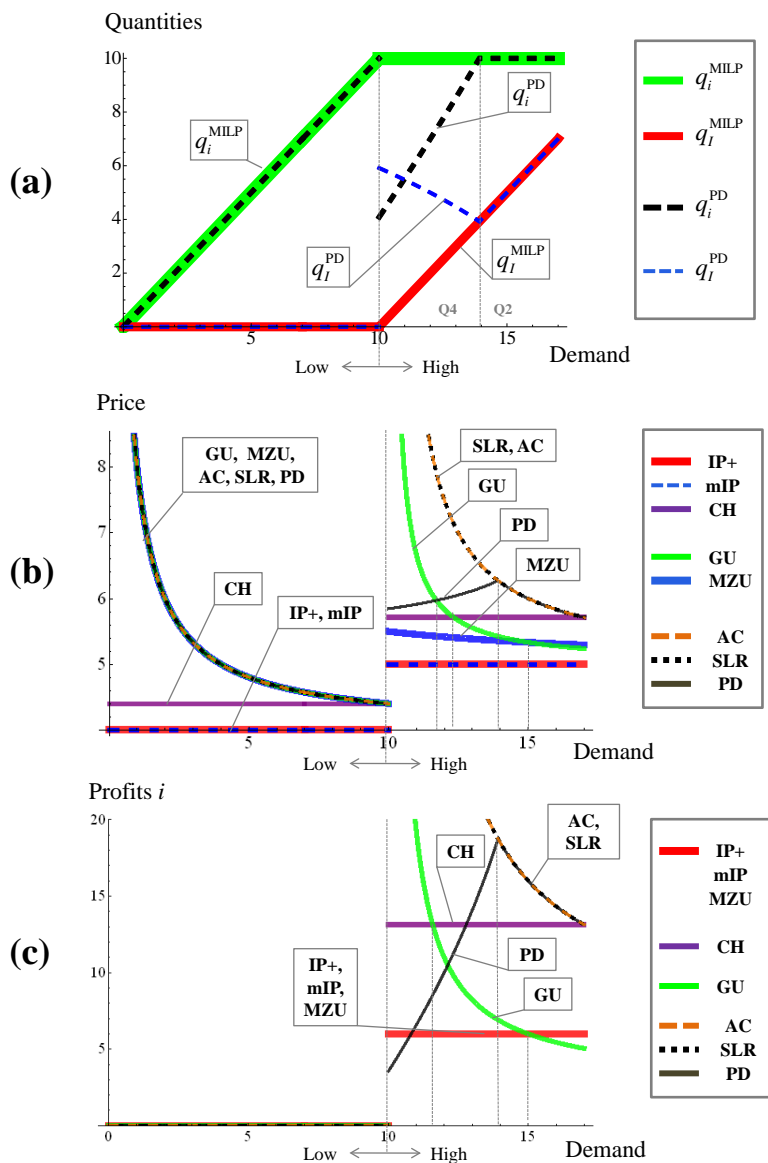 Quantities
(a)
10
8
6
4
2
5
10
15
q_i^MILP
q_i^PD
q_I^PD
q_I^MILP
Q4
Q2
Demand
Low
High
q_i^MILP
q_I^MILP
q_i^PD
q_I^PD
Price
(b)
8
7
6
5
5
10
15
GU, MZU,
AC, SLR, PD
CH
IP+, mIP
SLR, AC
GU
PD
MZU
Demand
Low
High
IP+
mIP
CH
GU
MZU
AC
SLR
PD
Profits i
(c)
20
15
10
5
0
5
10
15
CH
AC,
SLR
IP+,
mIP,
MZU
PD
GU
Demand
Low
High
IP+
mIP
MZU
CH
GU
AC
SLR
PD